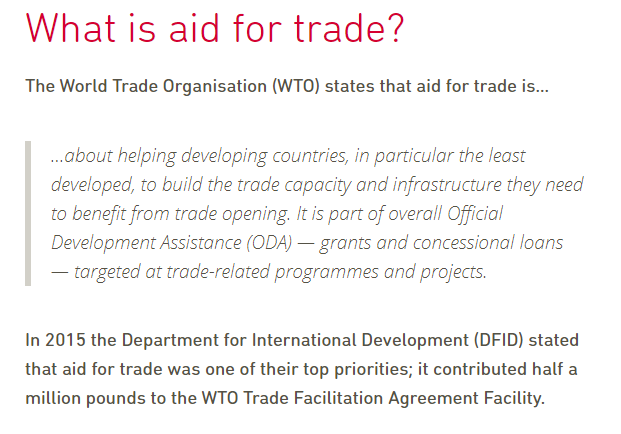 What is aid for trade?
The World Trade Organisation (WTO) states that aid for trade is...
...about helping developing countries, in particular the least
developed, to build the trade capacity and infrastructure they need
to benefit from trade opening. It is part of overall Official
Development Assistance (ODA) — grants and concessional loans
— targeted at trade-related programmes and projects.
In 2015 the Department for International Development (DFID) stated
that aid for trade was one of their top priorities; it contributed half a
million pounds to the WTO Trade Facilitation Agreement Facility.